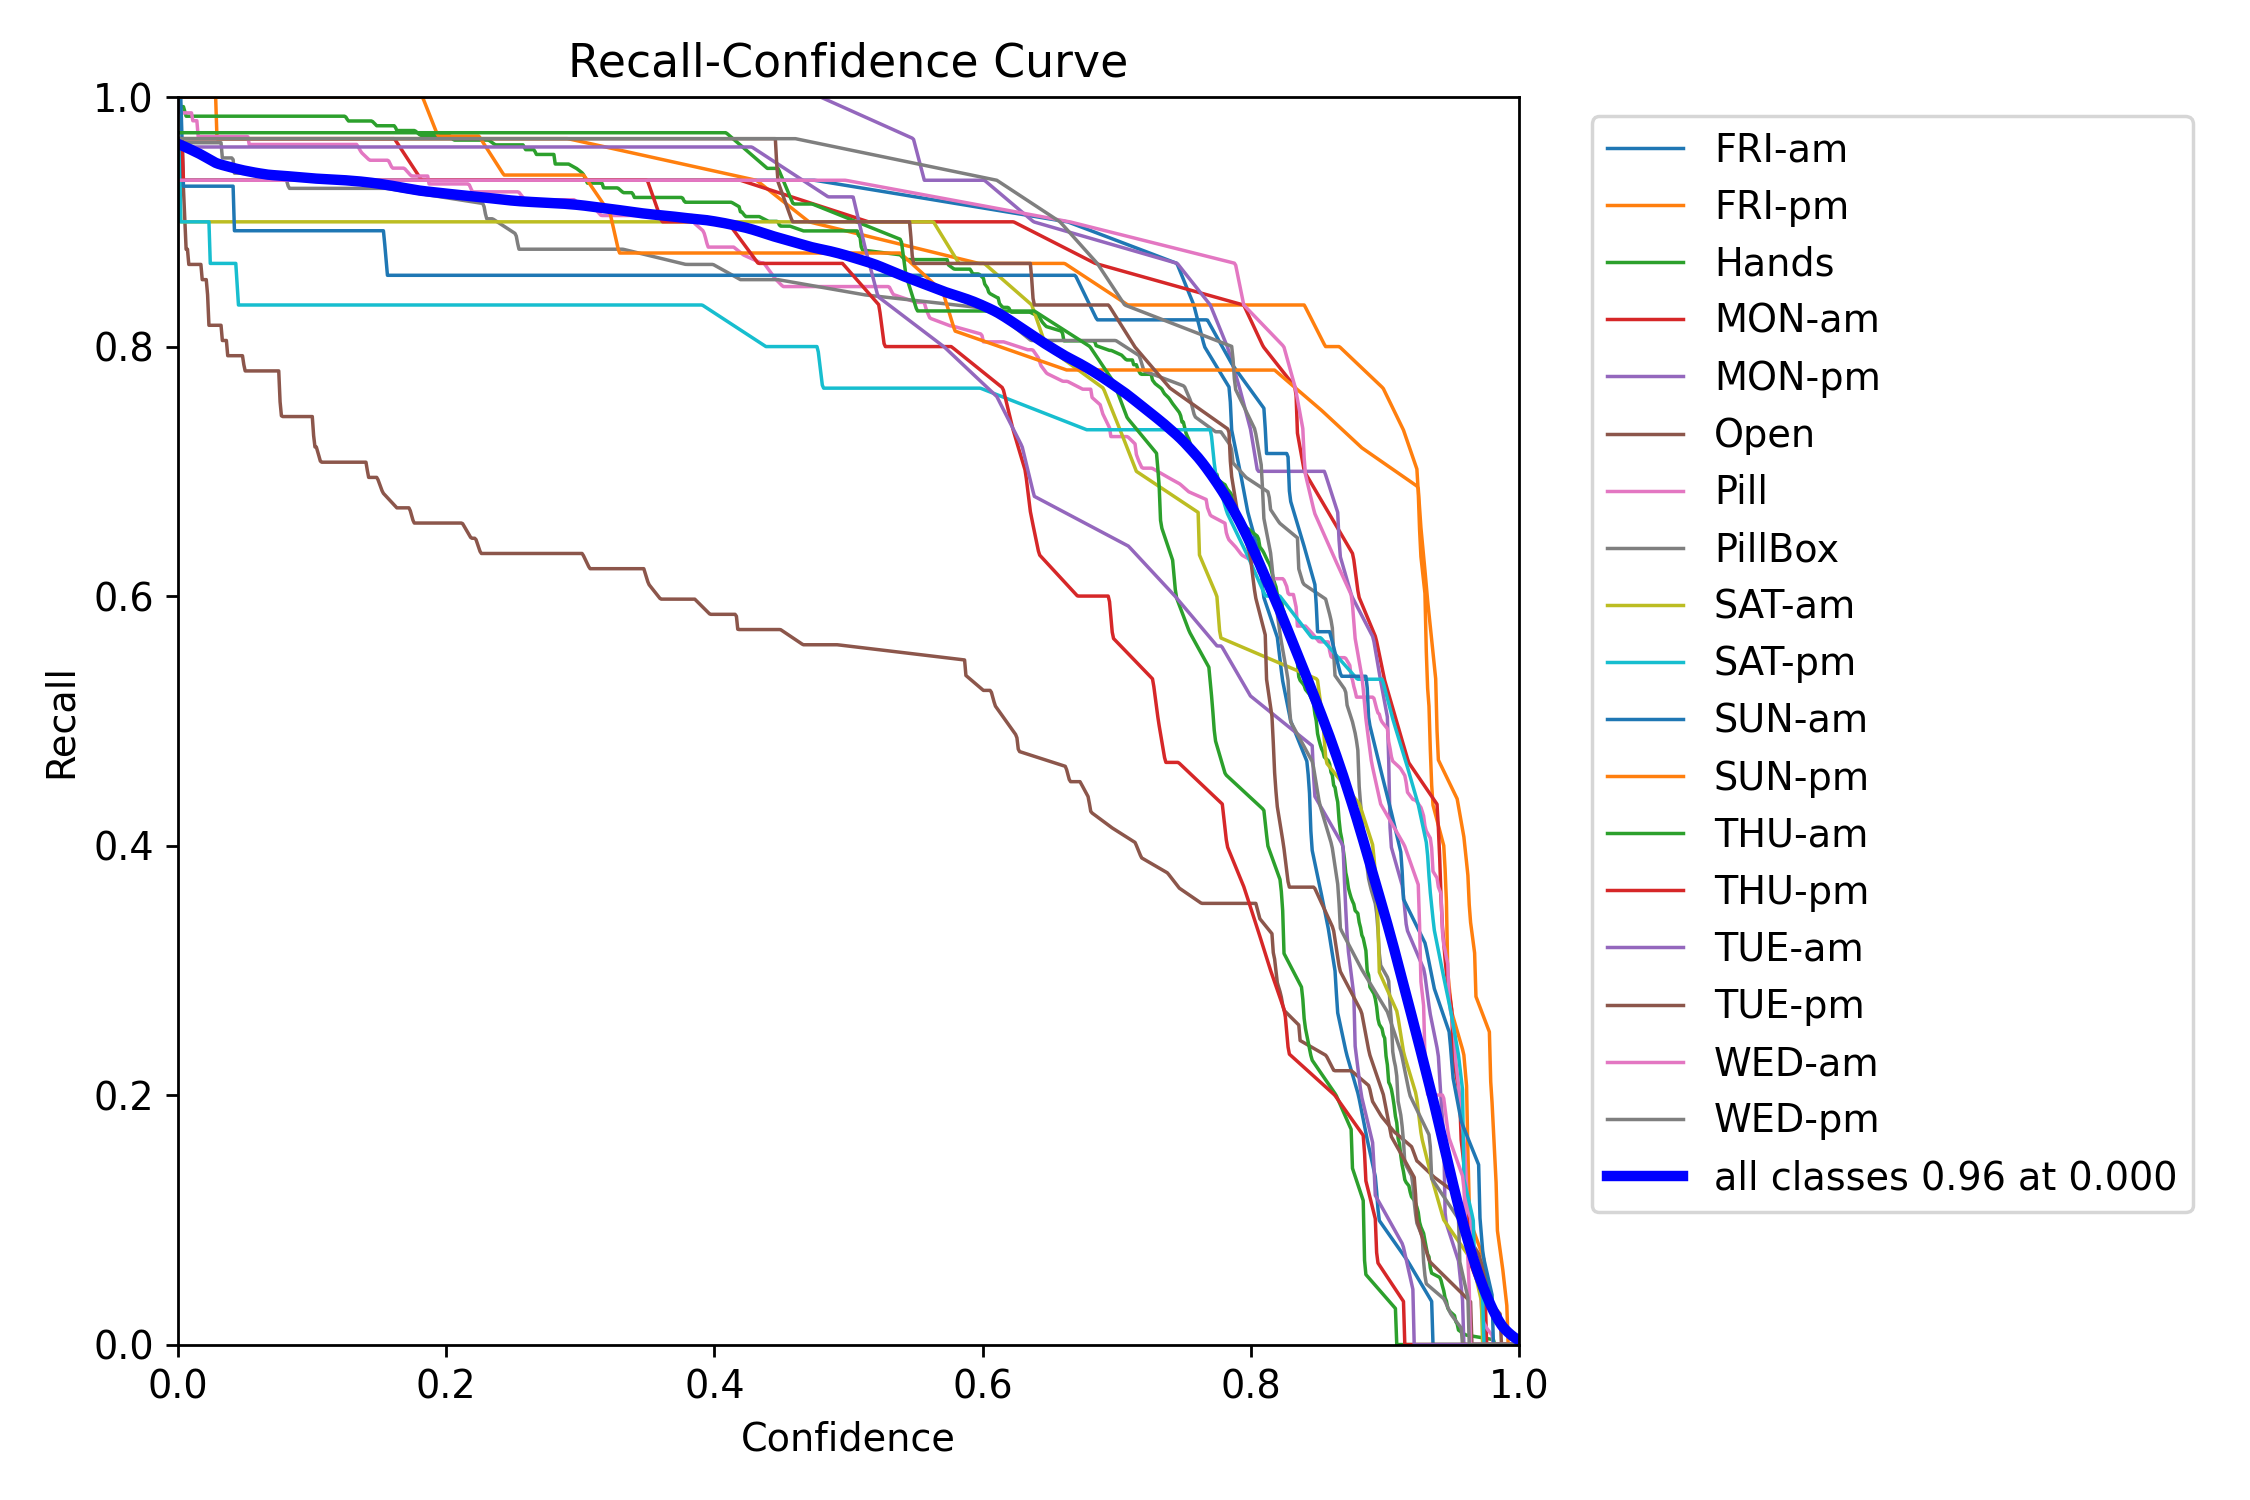 Recall-Confidence Curve
1.0
0.8
0.6
0.4
0.2
0.0
Recall
0.0 0.2 0.4 0.6 0.8 1.0
Confidence
FRI-am
FRI-pm
Hands
MON-am
MON-pm
Open
Pill
PillBox
SAT-am
SAT-pm
SUN-am
SUN-pm
THU-am
THU-pm
TUE-am
TUE-pm
WED-am
WED-pm
all classes 0.96 at 0.000